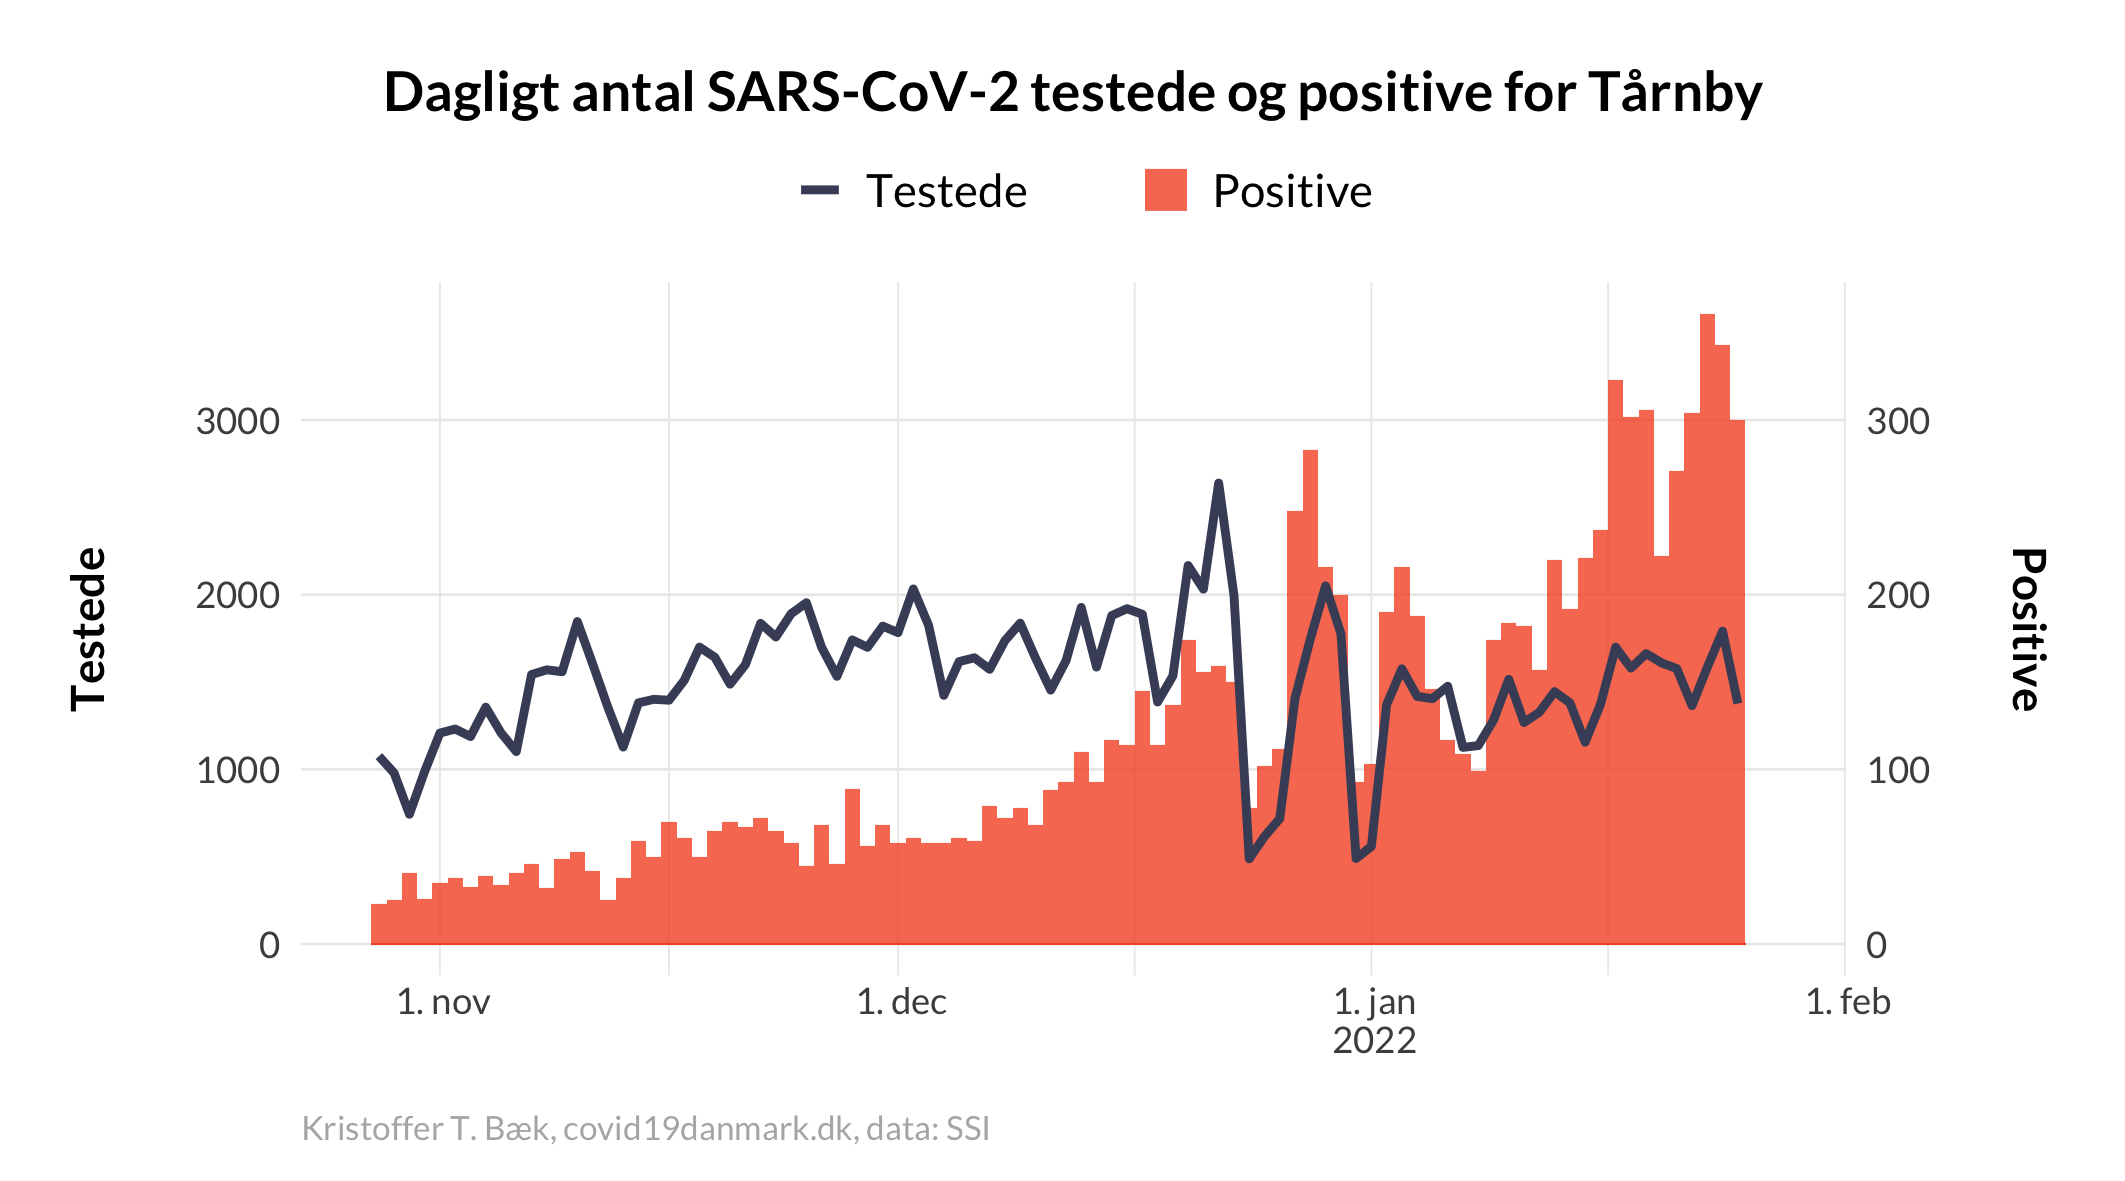 Dagligt antal SARS-CoV-2 testede og positive for Tårnby
Testede
Positive
Testede
3000
2000
1000
0
300
200
100
0
Positive
1. nov
1. dec
1. jan
2022
1. feb
Kristoffer T. Bæk, covid19danmark.dk, data: SSI